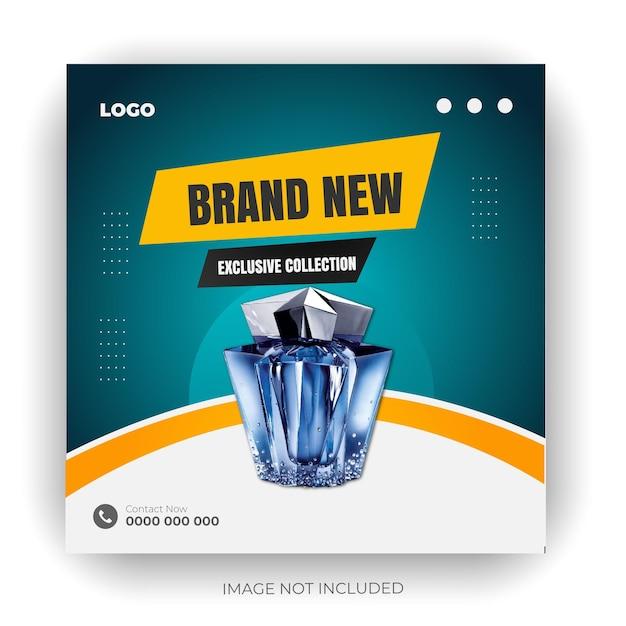 LOGO
BRAND NEW
EXCLUSIVE COLLECTION
Contact Now
0000 000 000
IMAGE NOT INCLUDED